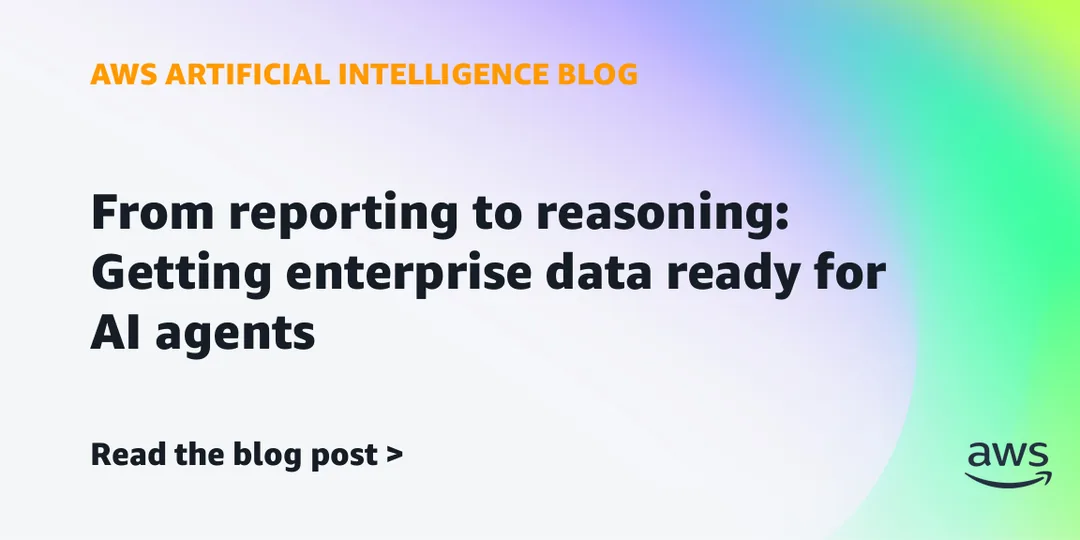 AWS ARTIFICIAL INTELLIGENCE BLOG
From reporting to reasoning:
Getting enterprise data ready for
AI agents
Read the blog post >
aws